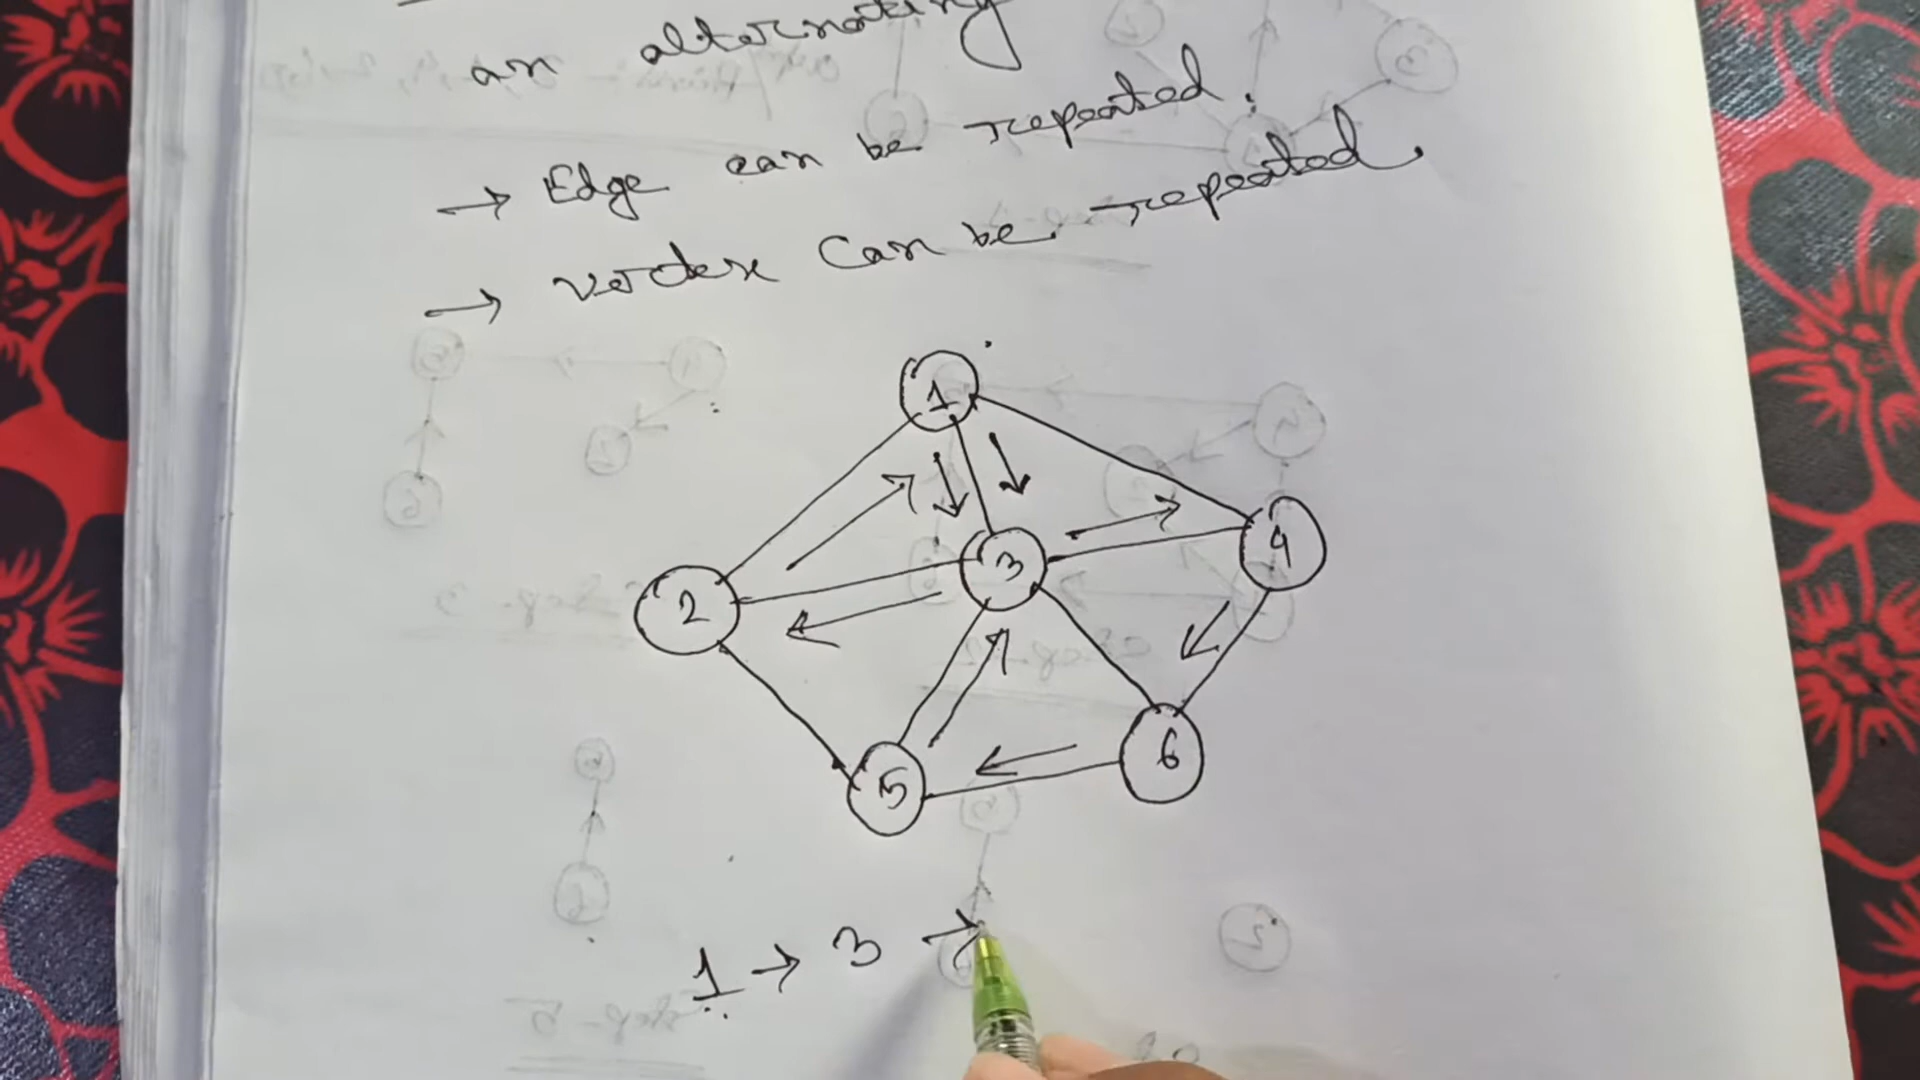 an alternating
→ Edge can be repeated.
→ vertex can be repeated.
1
3
4
2
6
5
1 → 3 →